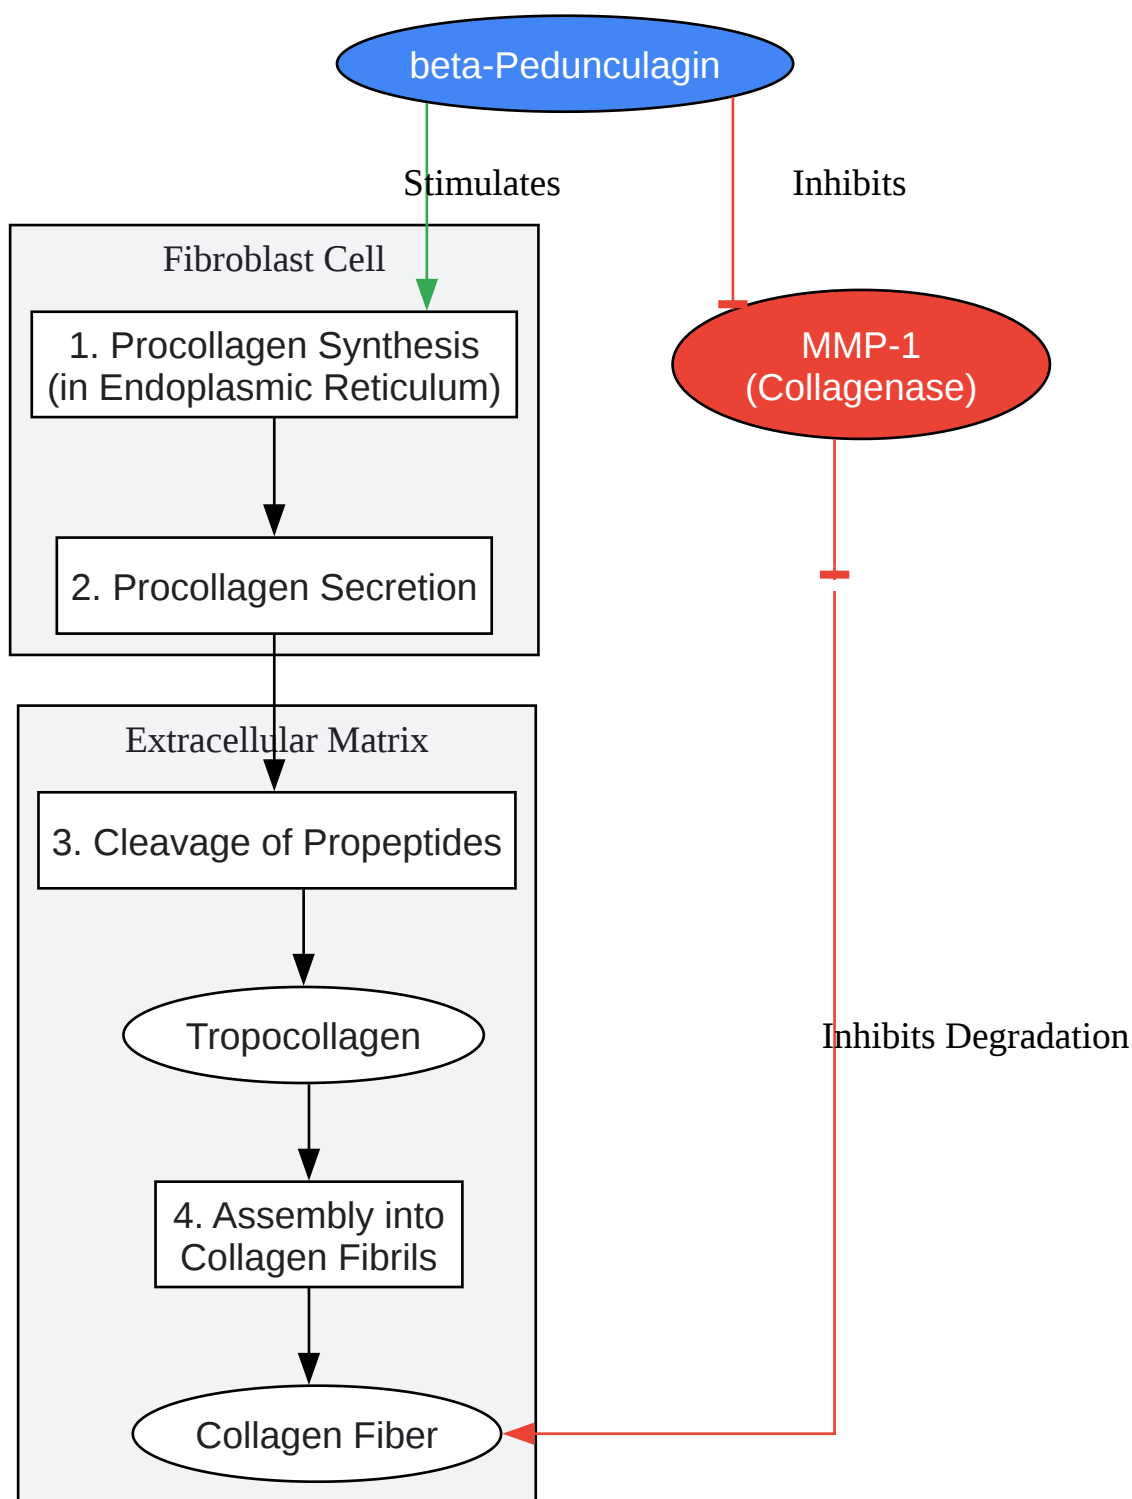 beta-Pedunculagin
Stimulates
Inhibits
Fibroblast Cell
1. Procollagen Synthesis
(in Endoplasmic Reticulum)
MMP-1
(Collagenase)
2. Procollagen Secretion
Extracellular Matrix
3. Cleavage of Propeptides
Tropocollagen
Inhibits Degradation
4. Assembly into
Collagen Fibrils
Collagen Fiber